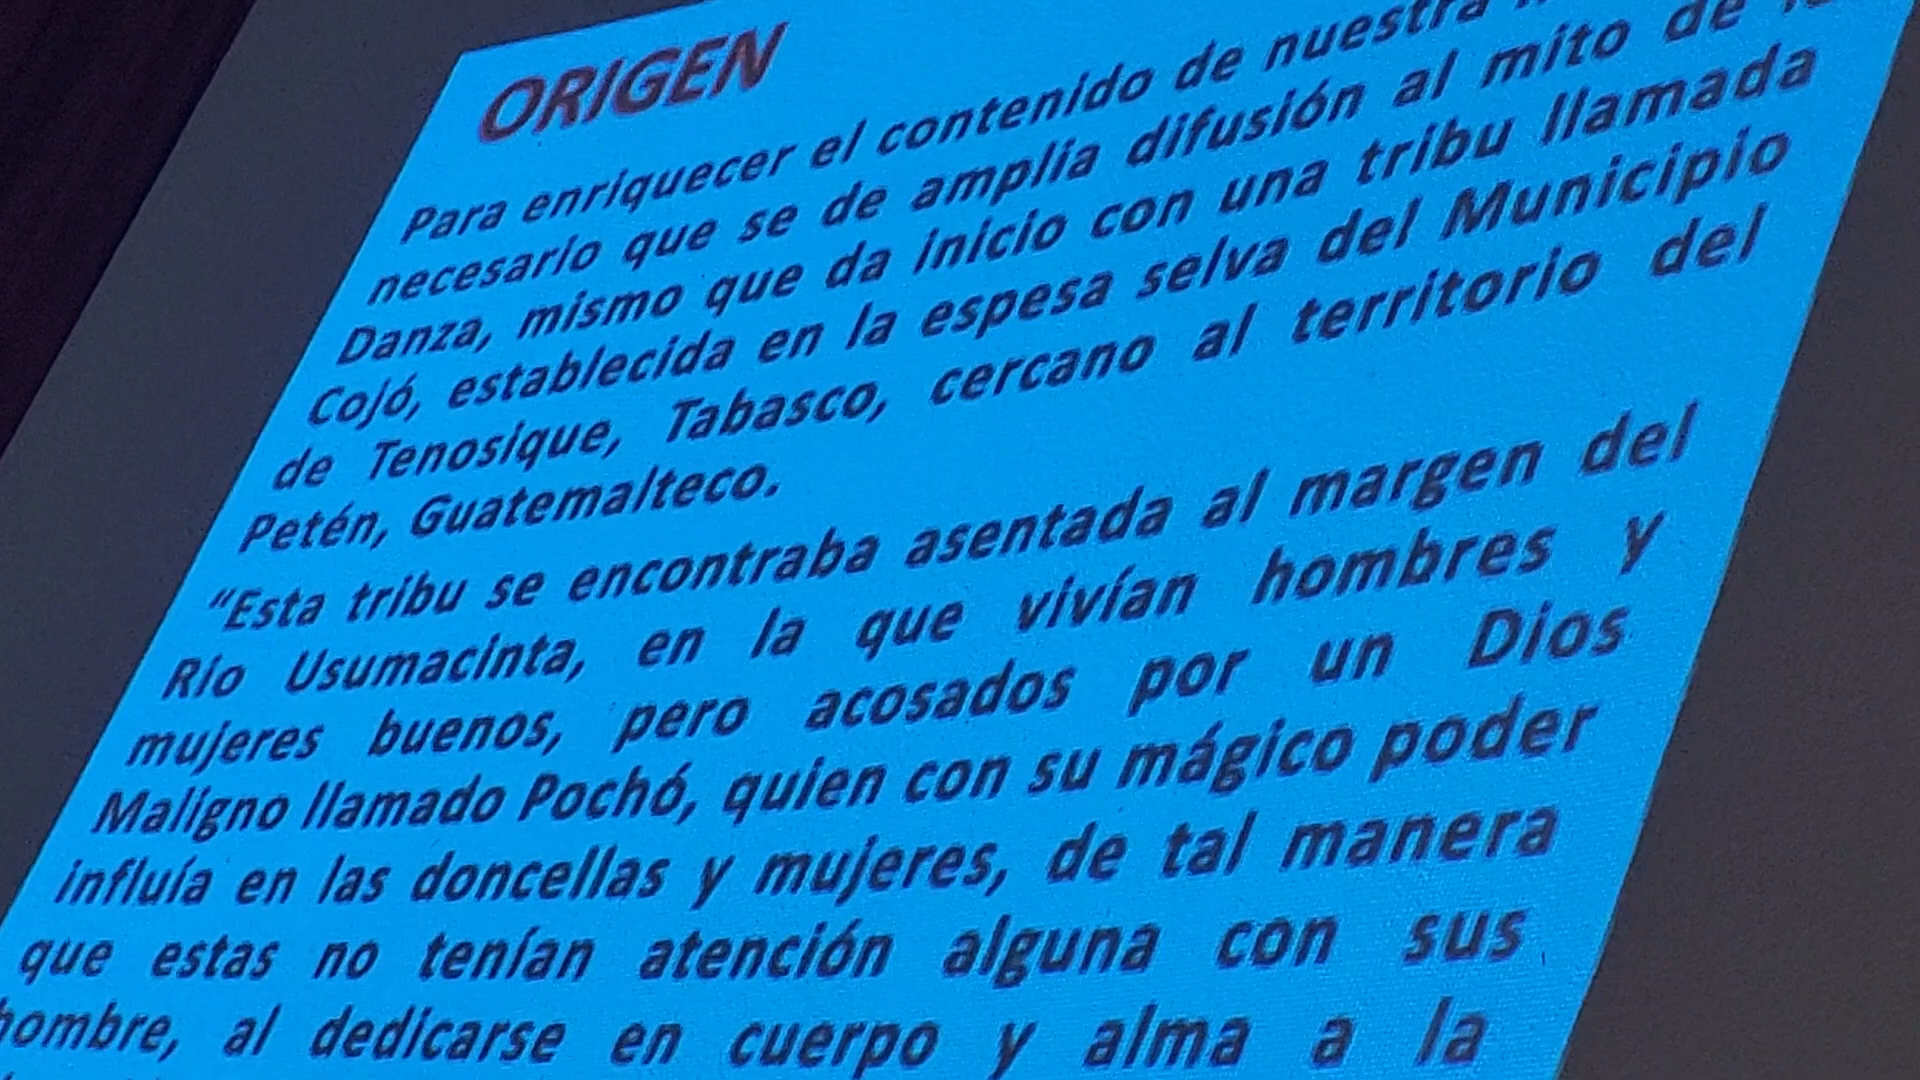 ORIGEN
Para enriquecer el contenido de nuestra
necesario que se de amplia difusión al mito de
Danza, mismo que da inicio con una tribu llamada
Cojó, establecida en la espesa selva del Municipio
de Tenosique, Tabasco, cercano al territorio del
Petén, Guatemalteco.
"Esta tribu se encontraba asentada al margen del
Río Usumacinta, en la que vivían hombres y
mujeres buenos, pero acosados por un Dios
Maligno llamado Pochó, quien con su mágico poder
influía en las doncellas y mujeres, de tal manera
que estas no tenían atención alguna con sus
hombre, al dedicarse en cuerpo y alma a la